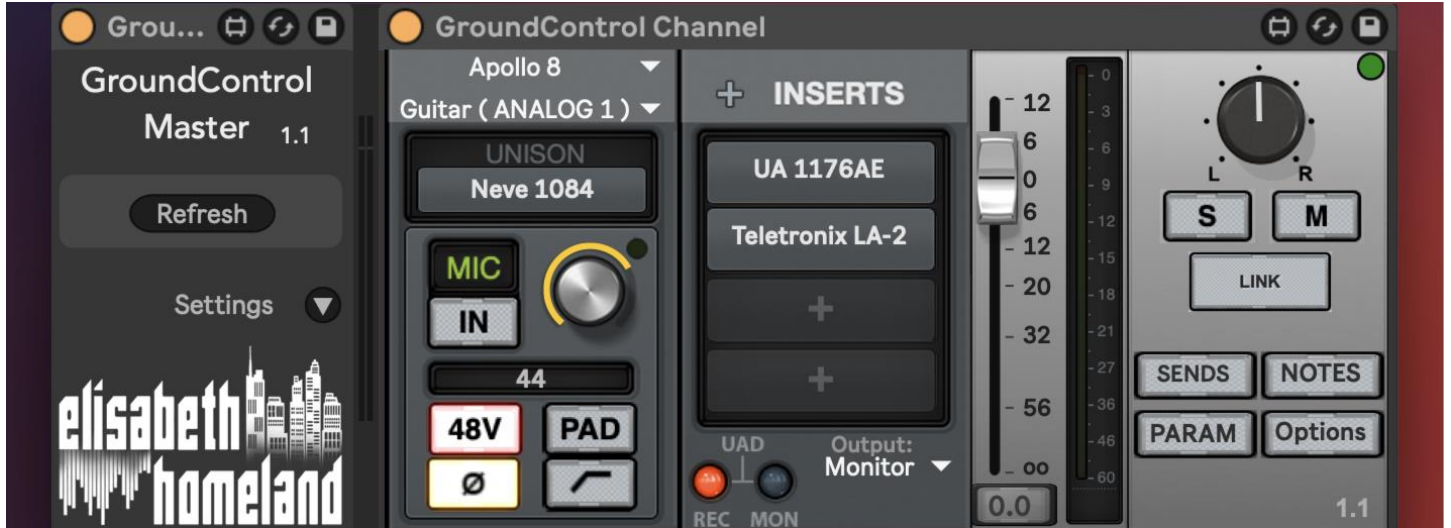 Grou...
GroundControl
Master 1.1
Refresh
Settings
elisabeth
homeland
GroundControl Channel
Apollo 8
Guitar ( ANALOG 1 )
UNISON
Neve 1084
MIC
IN
44
48V
PAD
Ø
INSERTS
UA 1176AE
Teletronix LA-2
+
+
UAD
REC MON
Output:
Monitor
12
6
0
6
12
20
32
56
oo
0.0
0
3
6
9
12
15
18
21
27
36
46
60
L R
S M
LINK
SENDS NOTES
PARAM Options
1.1